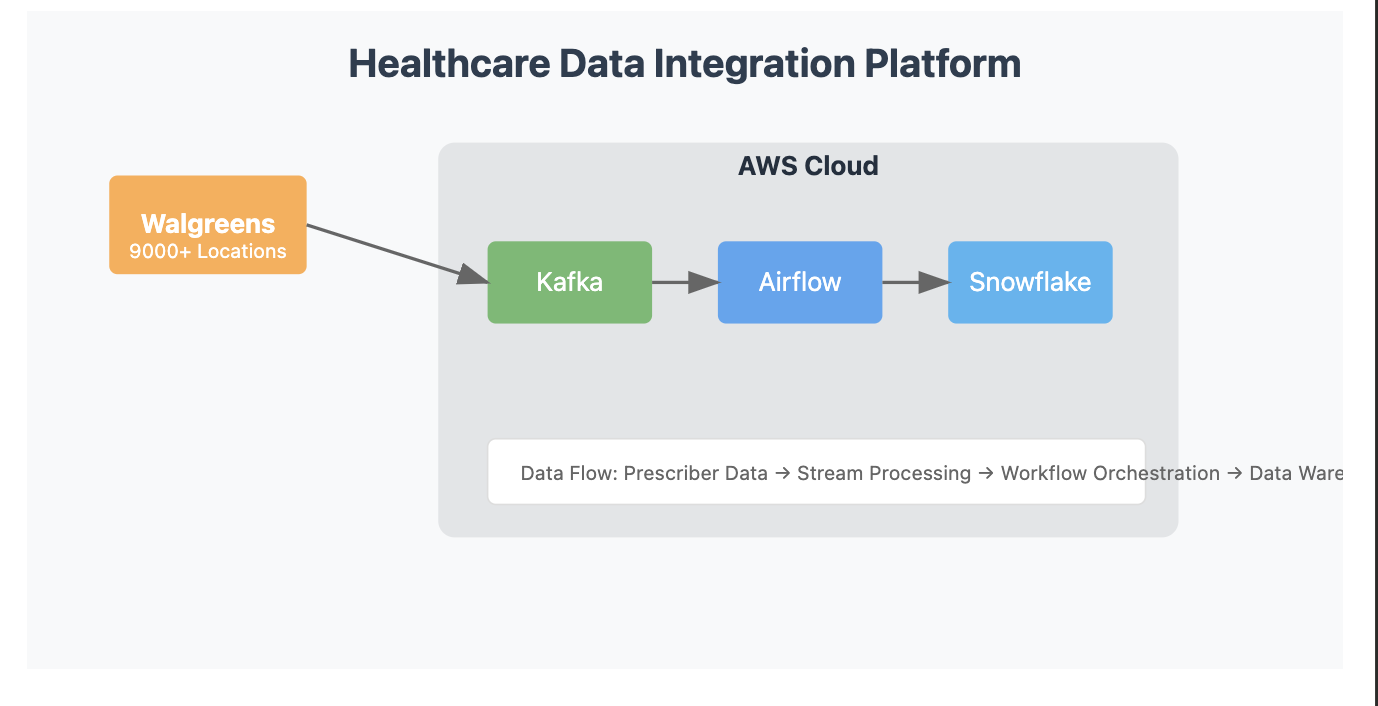 Healthcare Data Integration Platform
AWS Cloud
Walgreens
9000+ Locations
Kafka
Airflow
Snowflake
Data Flow: Prescriber Data → Stream Processing → Workflow Orchestration → Data Ware